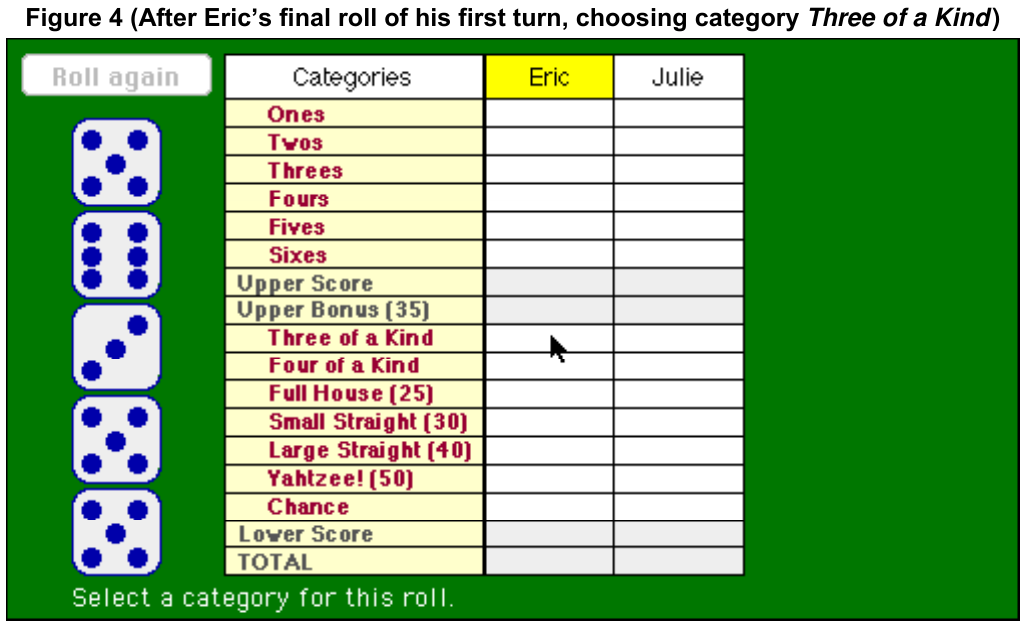 Figure 4 (After Eric’s final roll of his first turn, choosing category Three of a Kind)
Roll again
Categories Eric Julie
Ones
Twos
Threes
Fours
Fives
Sixes
Upper Score
Upper Bonus (35)
Three of a Kind
Four of a Kind
Full House (25)
Small Straight (30)
Large Straight (40)
Yahtzee! (50)
Chance
Lower Score
TOTAL
Select a category for this roll.